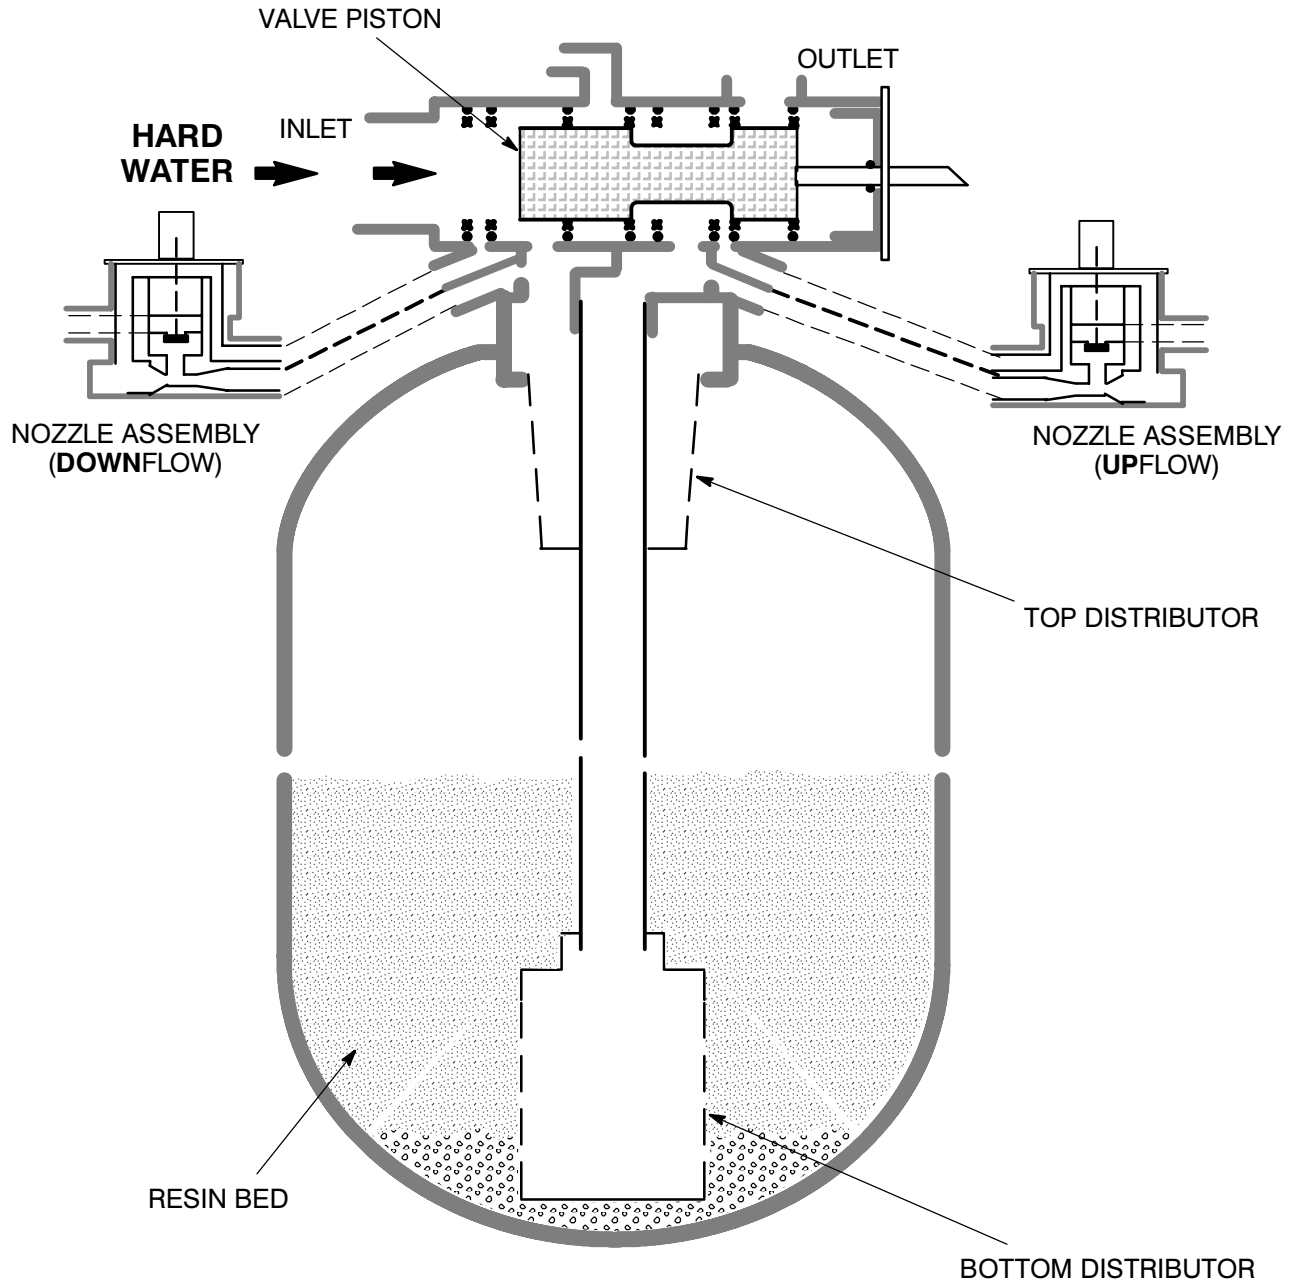 VALVE PISTON
OUTLET
INLET
HARD
WATER
NOZZLE ASSEMBLY
(DOWNFLOW)
NOZZLE ASSEMBLY
(UPFLOW)
TOP DISTRIBUTOR
RESIN BED
BOTTOM DISTRIBUTOR